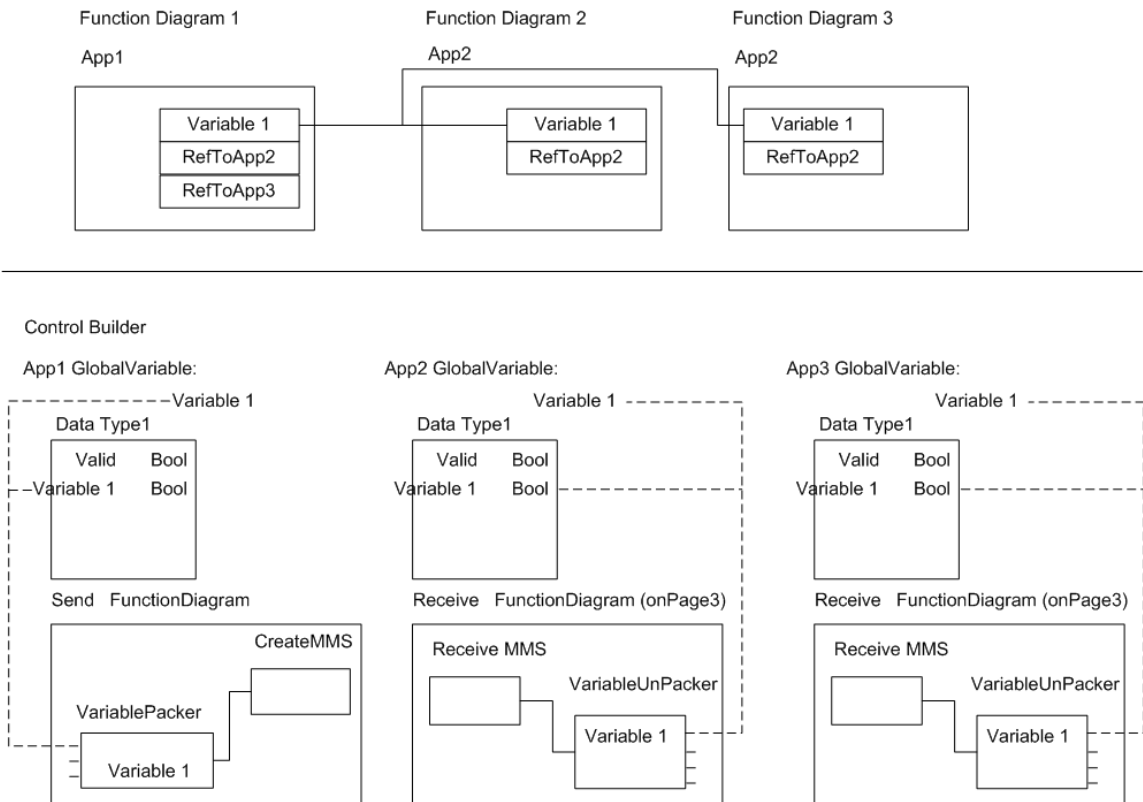 Function Diagram 1
Function Diagram 2
Function Diagram 3
App1
App2
App2
Variable 1
RefToApp2
RefToApp3
Variable 1
RefToApp2
Variable 1
RefToApp2
Control Builder
App1 GlobalVariable:
App2 GlobalVariable:
App3 GlobalVariable:
Variable 1
Data Type1
Valid Bool
Variable 1 Bool
Variable 1
Data Type1
Valid Bool
Variable 1 Bool
Variable 1
Data Type1
Valid Bool
Variable 1 Bool
Send FunctionDiagram
CreateMMS
VariablePacker
Variable 1
Receive FunctionDiagram (onPage3)
Receive MMS
VariableUnPacker
Variable 1
Receive FunctionDiagram (onPage3)
Receive MMS
VariableUnPacker
Variable 1